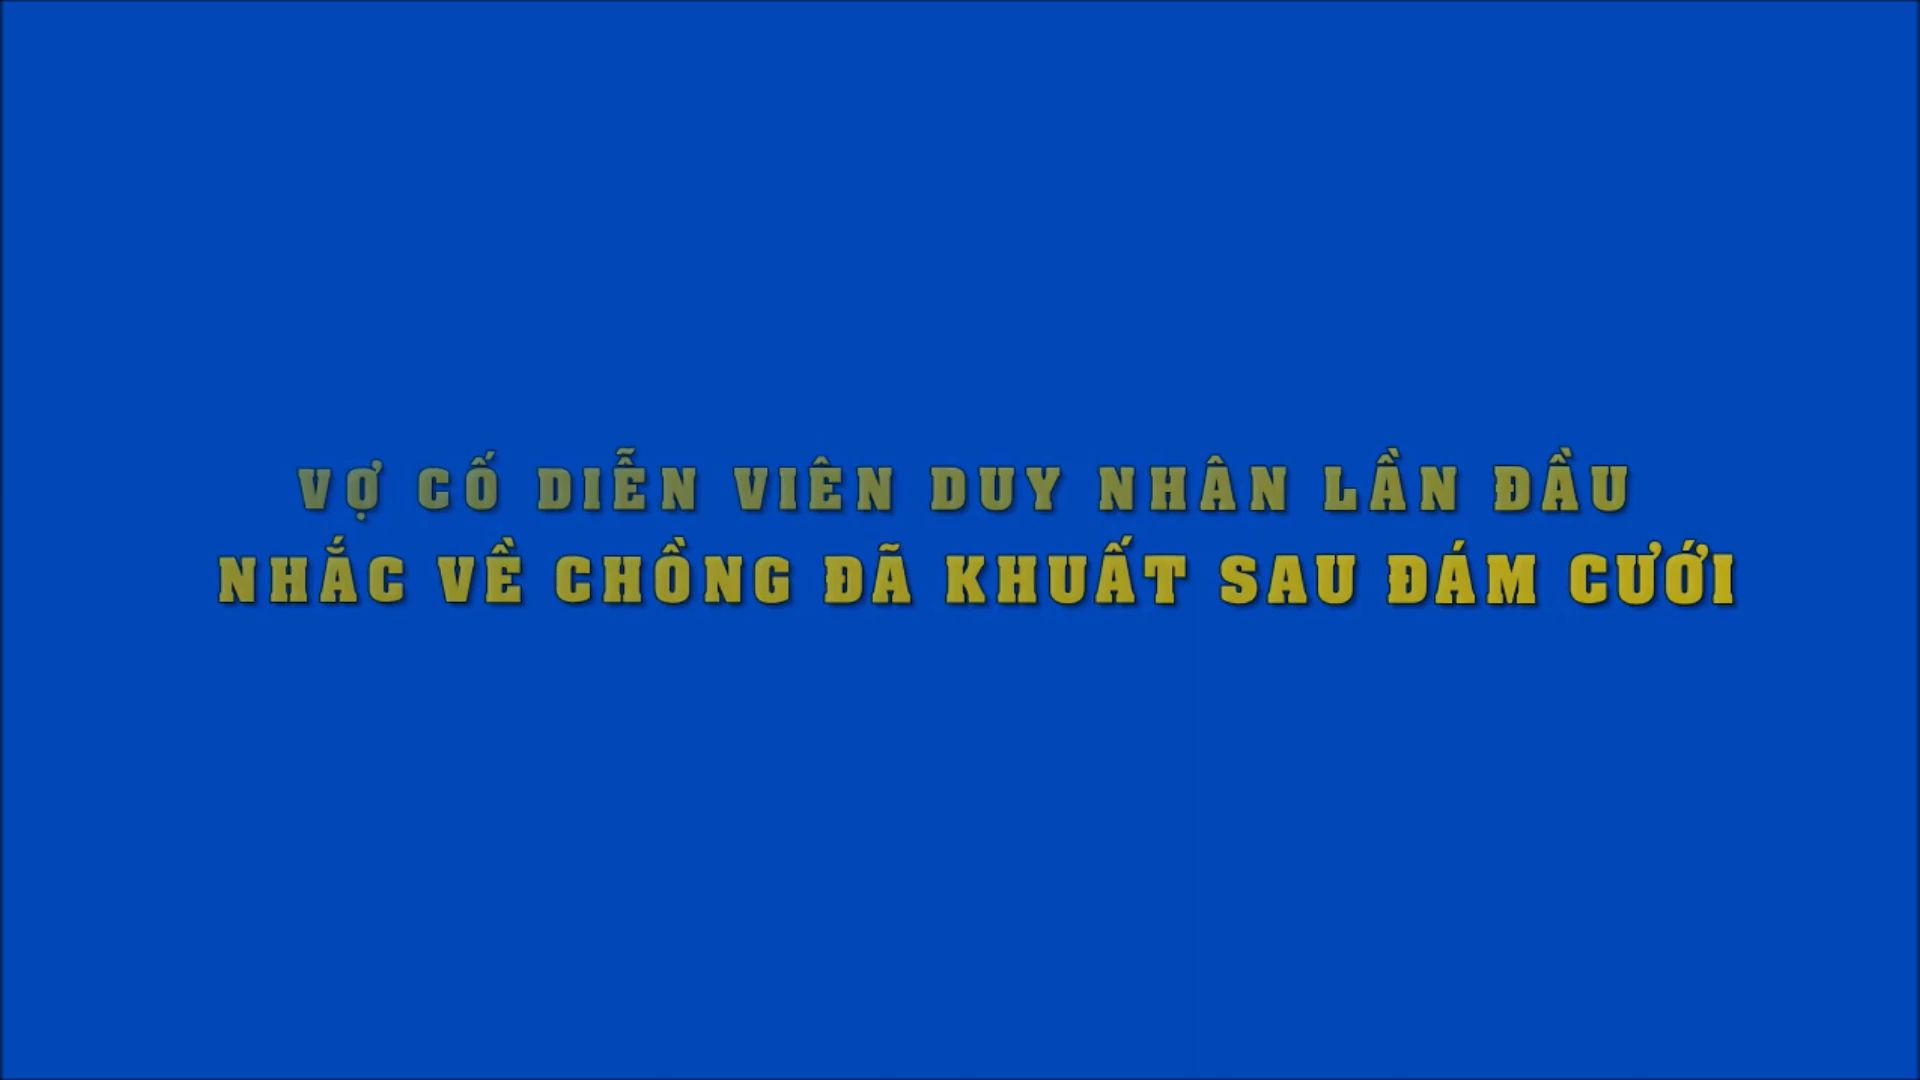 VỢ CỐ DIỄN VIÊN DUY NHÂN LẦN ĐẦU
NHẮC VỀ CHỒNG ĐÃ KHUẤT SAU ĐÁM CƯỚI